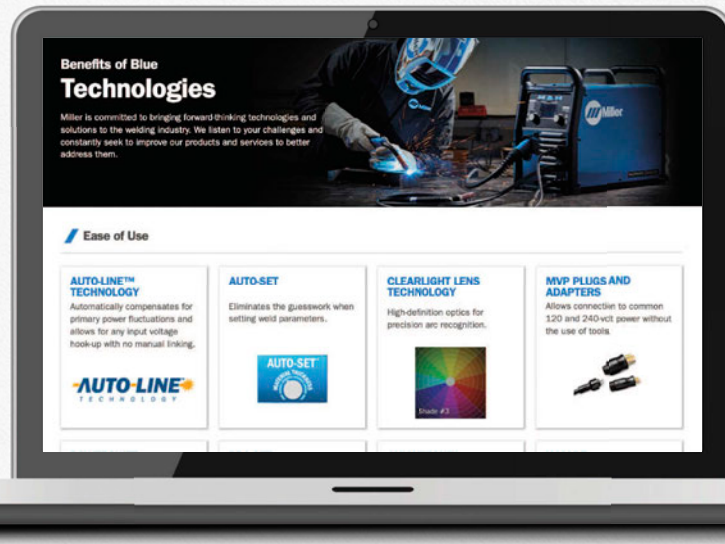 Benefits of Blue
Technologies
Miller is committed to bringing forward-thinking technologies and
solutions to the welding industry. We listen to your challenges and
constantly seek to improve our products and services to better
address them.
Miller
Miller
Ease of Use
AUTO-LINE™
TECHNOLOGY
Automatically compensates for
primary power fluctuations and
allows for any input voltage
hook-up with no manual linking.
AUTO-LINE
TECHNOLOGY
AUTO-SET
Eliminates the guesswork when
setting weld parameters.
AUTO-SET™
MATERIAL THICKNESS
CLEARLIGHT LENS
TECHNOLOGY
High-definition optics for
precision arc recognition.
Shade #3
MVP PLUGS AND
ADAPTERS
Allows connection to common
120 and 240-volt power without
the use of tools.